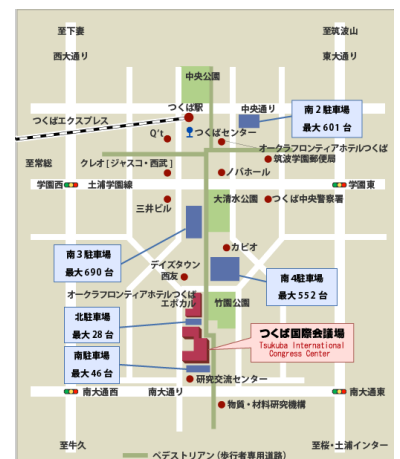 至下妻
至筑波山
西大通り
東大通り
中央公園
つくば駅
中央通り
南2駐車場
最大601台
つくばエクスプレス
Q't
つくばセンター
オークラフロンティアホテルつくば
筑波学園郵便局
至常総
クレオ［ジャスコ・西武］
ノバホール
学園西
土浦学園線
学園東
三井ビル
大清水公園
つくば中央警察署
カピオ
南3駐車場
最大690台
デイズタウン
西友
南4駐車場
最大552台
オークラフロンティアホテルつくば
エポカル
竹園公園
北駐車場
最大28台
つくば国際会議場
Tsukuba International
Congress Center
南駐車場
最大46台
研究交流センター
南大通西
南大通り
南大通東
物質・材料研究機構
至牛久
至桜・土浦インター
ペデストリアン（歩行者専用道路）